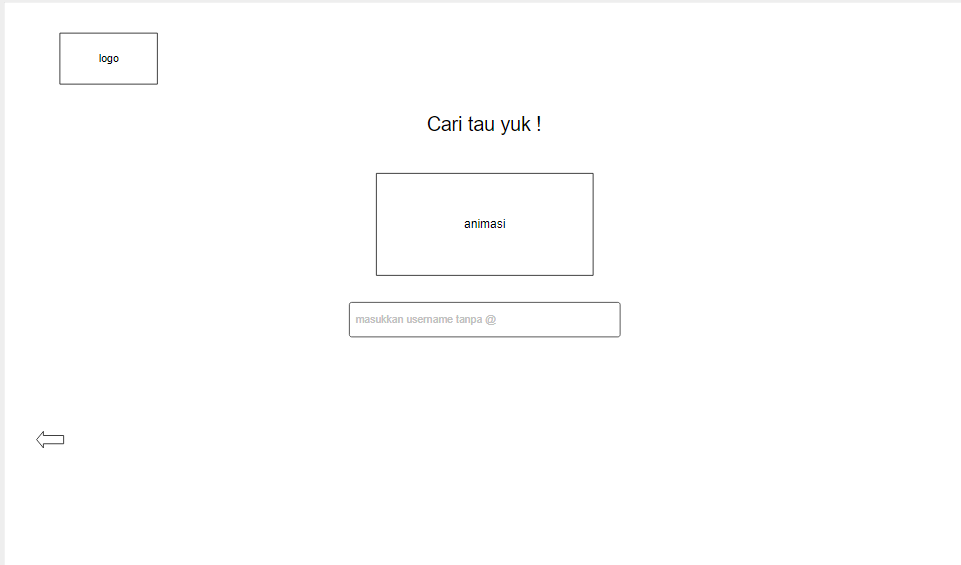 logo
Cari tau yuk !
animasi
masukkan username tanpa @